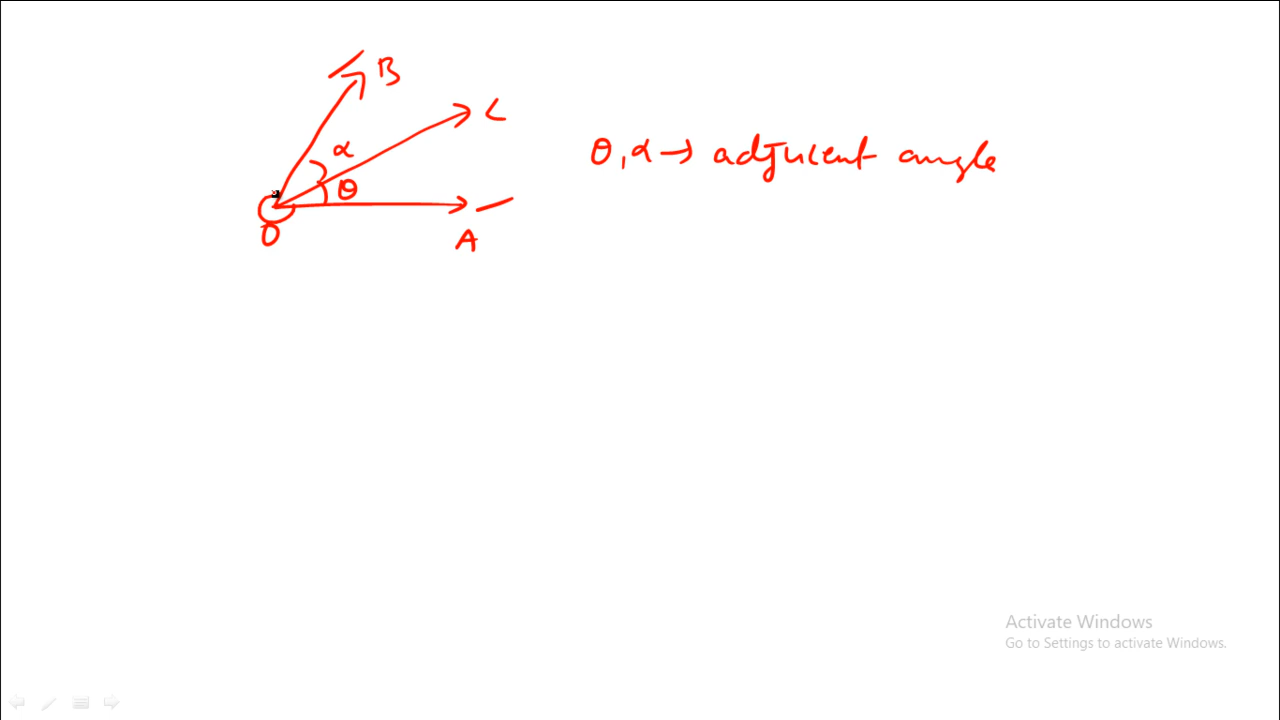 B
C
α
θ
θ, α → adjucent angle
O
A
Activate Windows
Go to Settings to activate Windows.